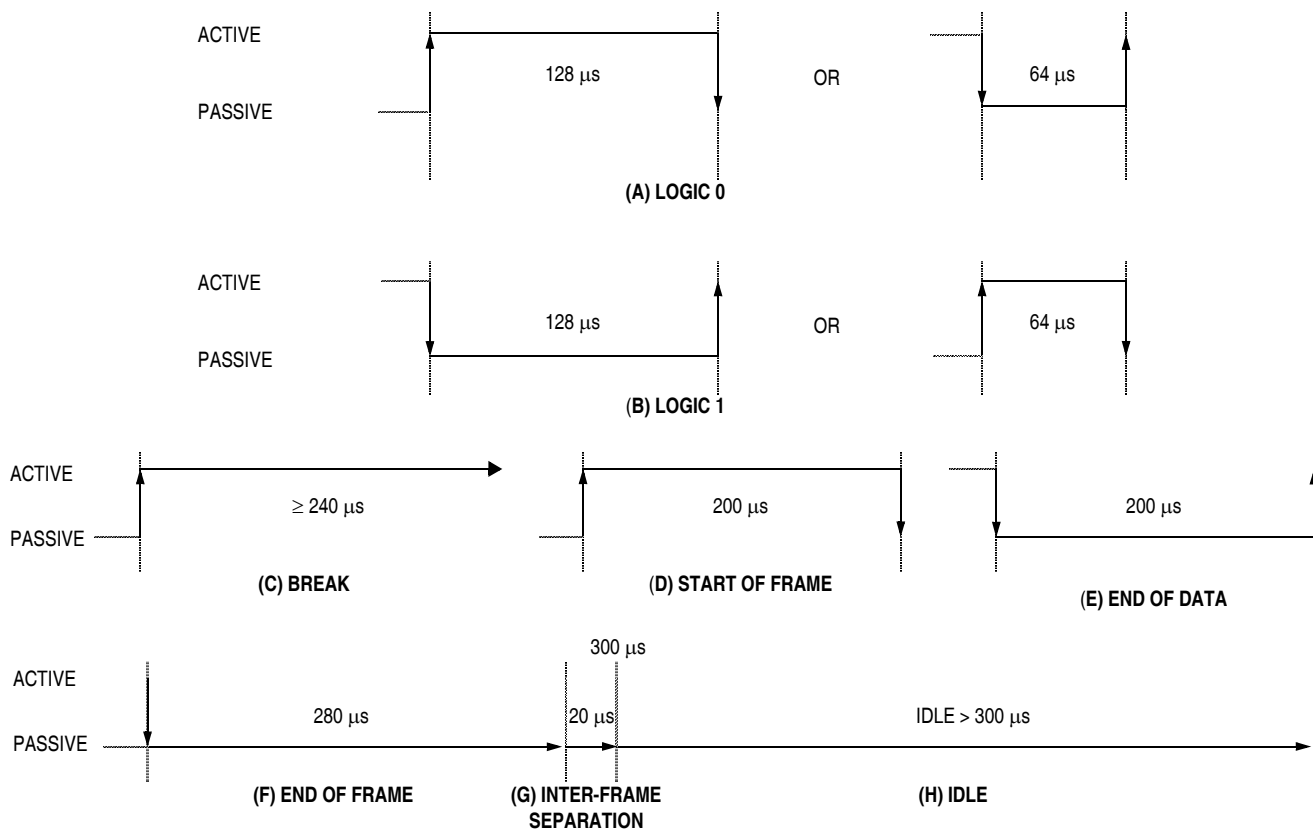 ACTIVE
128 μs
OR
64 μs
PASSIVE
(A) LOGIC 0
ACTIVE
128 μs
OR
64 μs
PASSIVE
(B) LOGIC 1
ACTIVE
≥ 240 μs
200 μs
200 μs
PASSIVE
(C) BREAK
(D) START OF FRAME
(E) END OF DATA
300 μs
ACTIVE
280 μs
20 μs
IDLE > 300 μs
PASSIVE
(F) END OF FRAME
(G) INTER-FRAME
SEPARATION
(H) IDLE